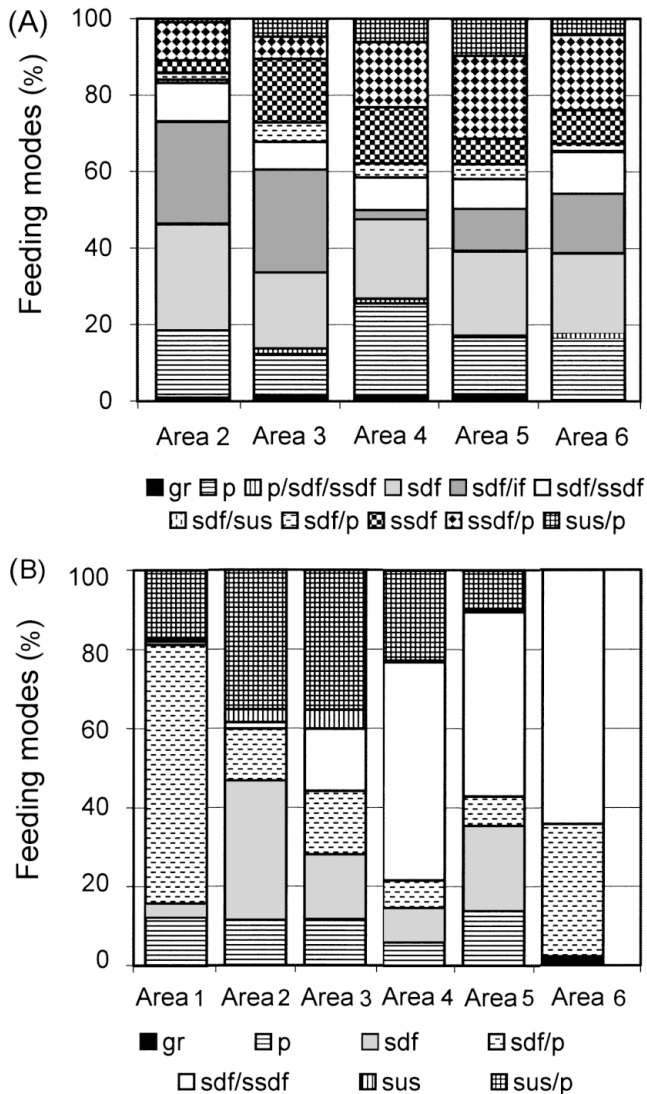 (A)
Feeding modes (%)
100
80
60
40
20
0
Area 2 Area 3 Area 4 Area 5 Area 6
gr p p/sdf/ssdf sdf sdf/if sdf/ssdf
sdf/sus sdf/p ssdf ssdf/p sus/p
(B)
Feeding modes (%)
100
80
60
40
20
0
Area 1 Area 2 Area 3 Area 4 Area 5 Area 6
gr p sdf sdf/p
sdf/ssdf sus sus/p